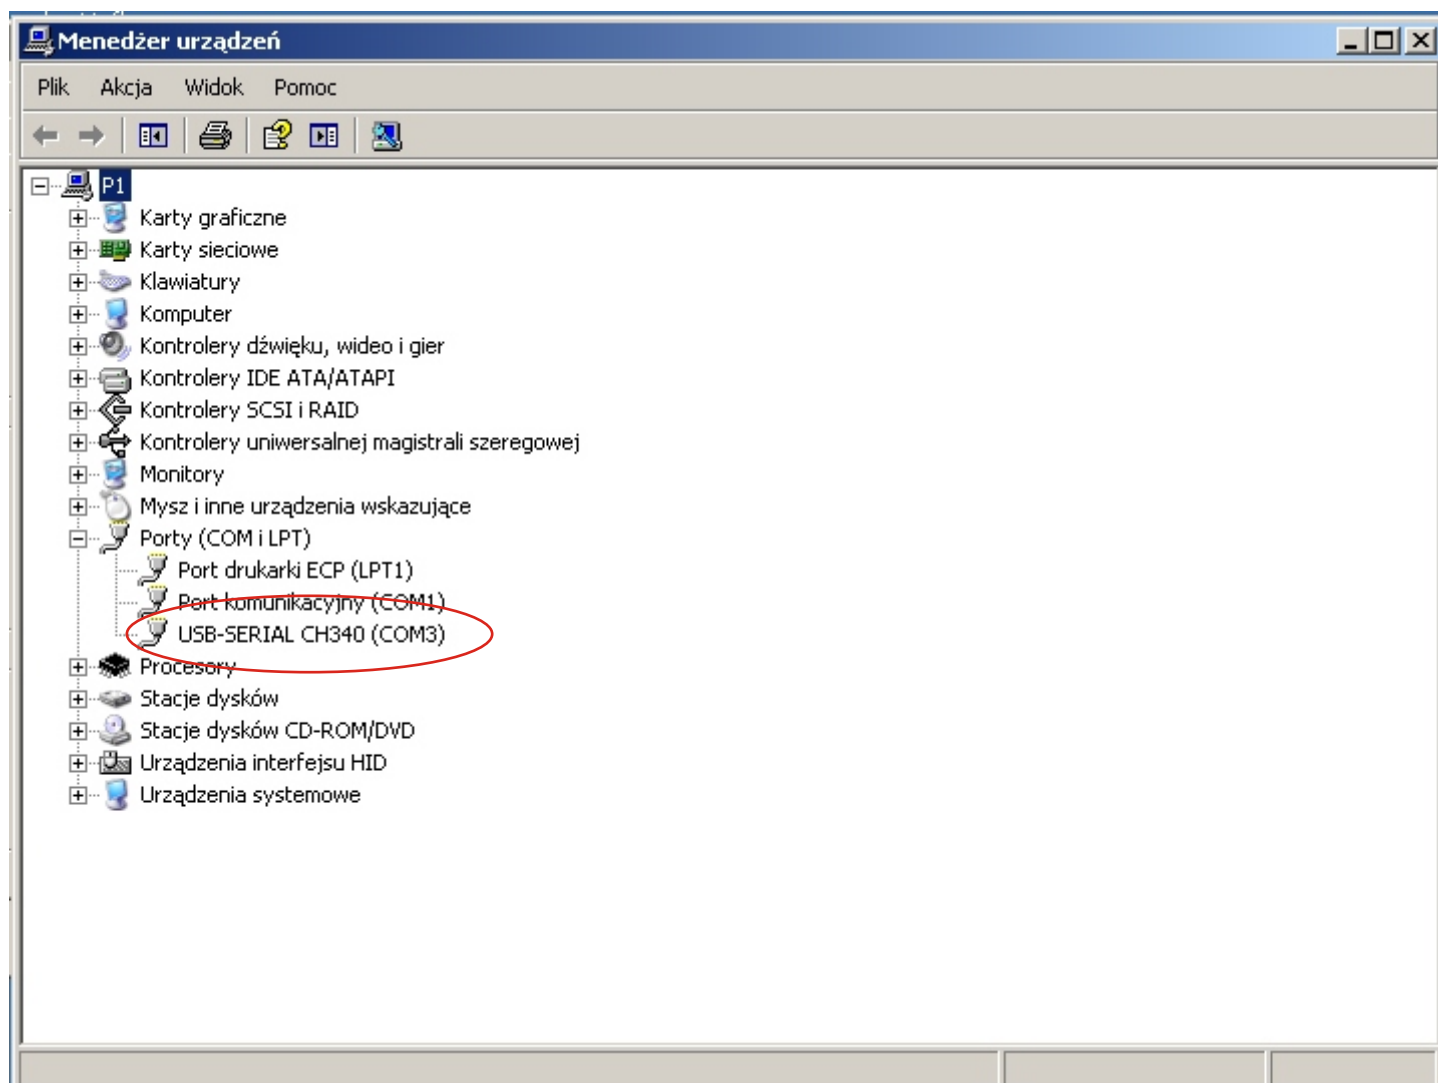 Menedżer urządzeń
Plik Akcja Widok Pomoc
P1
Karty graficzne
Karty sieciowe
Klawiatury
Komputer
Kontrolery dźwięku, wideo i gier
Kontrolery IDE ATA/ATAPI
Kontrolery SCSI i RAID
Kontrolery uniwersalnej magistrali szeregowej
Monitory
Mysz i inne urządzenia wskazujące
Porty (COM i LPT)
Port drukarki ECP (LPT1)
Port komunikacyjny (COM1)
USB-SERIAL CH340 (COM3)
Procesory
Stacje dysków
Stacje dysków CD-ROM/DVD
Urządzenia interfejsu HID
Urządzenia systemowe